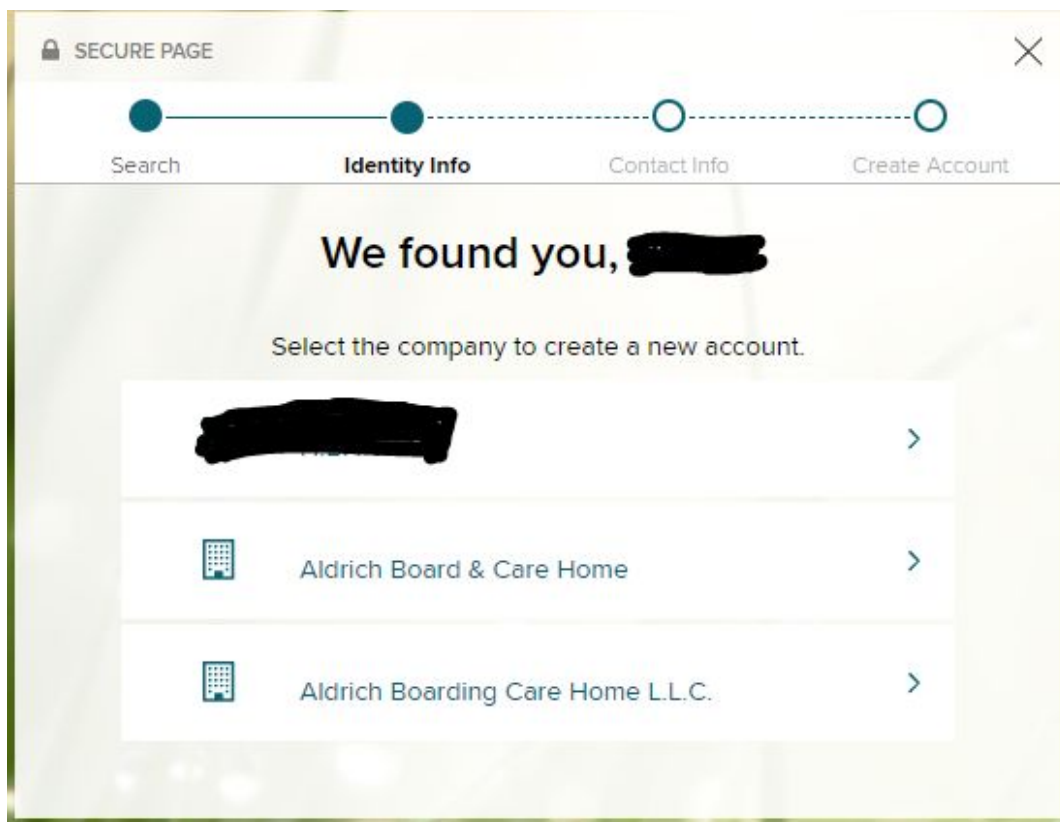 SECURE PAGE
Search Identity Info Contact Info Create Account
We found you,
Select the company to create a new account.
Aldrich Board & Care Home
Aldrich Boarding Care Home L.L.C.